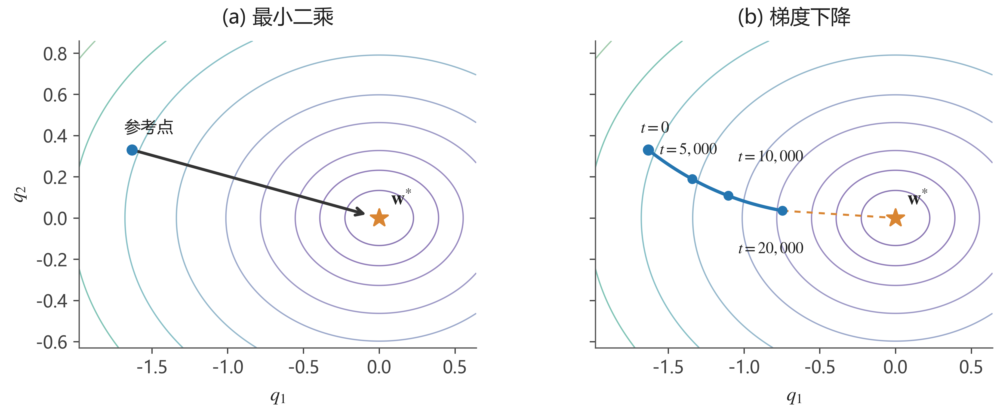 (a) 最小二乘
0.8
0.6
0.4
0.2
0.0
-0.2
-0.4
-0.6
q₂
参考点
w*
-1.5 -1.0 -0.5 0.0 0.5
q₁
(b) 梯度下降
t = 0
t = 5,000
t = 10,000
w*
t = 20,000
-1.5 -1.0 -0.5 0.0 0.5
q₁